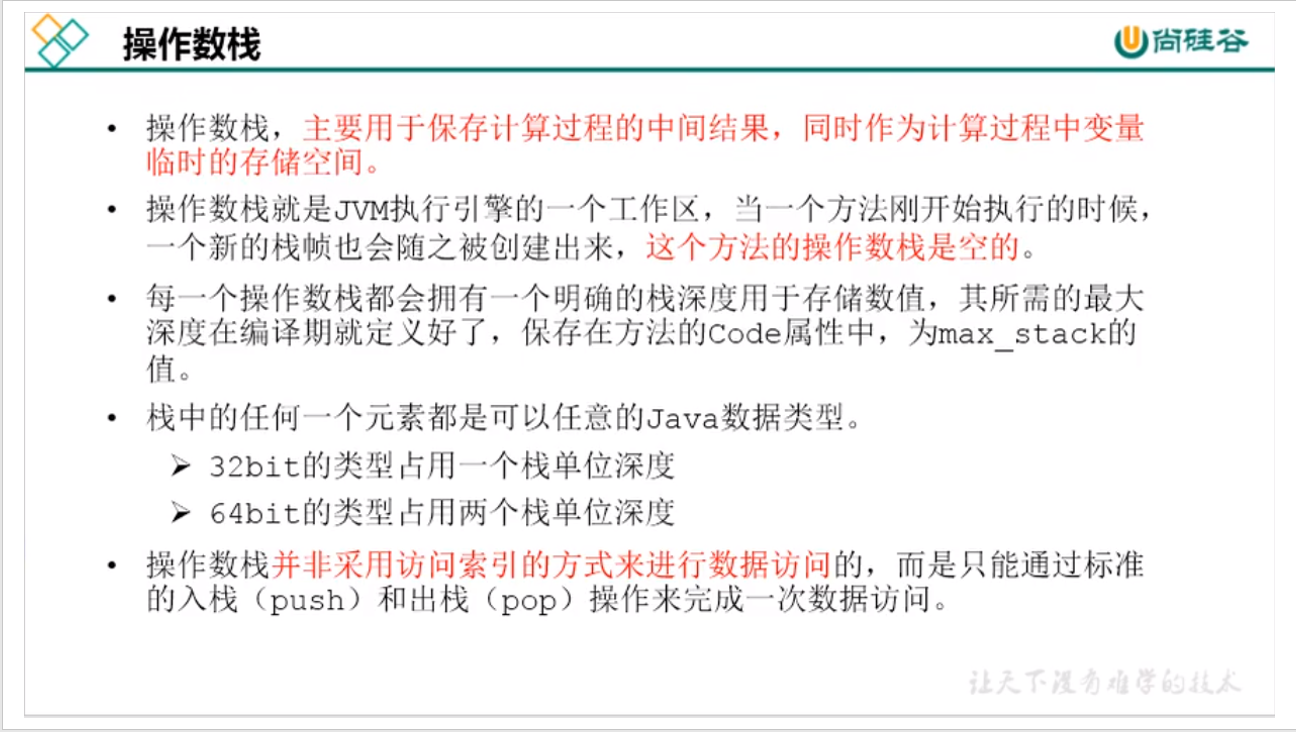 操作数栈
尚硅谷
• 操作数栈，主要用于保存计算过程的中间结果，同时作为计算过程中变量
临时的存储空间。
• 操作数栈就是JVM执行引擎的一个工作区，当一个方法刚开始执行的时候，
一个新的栈帧也会随之被创建出来，这个方法的操作数栈是空的。
• 每一个操作数栈都会拥有一个明确的栈深度用于存储数值，其所需的最大
深度在编译期就定义好了，保存在方法的Code属性中，为max_stack的
值。
• 栈中的任何一个元素都是可以任意的Java数据类型。
➢ 32bit的类型占用一个栈单位深度
➢ 64bit的类型占用两个栈单位深度
• 操作数栈并非采用访问索引的方式来进行数据访问的，而是只能通过标准
的入栈（push）和出栈（pop）操作来完成一次数据访问。
让天下没有难学的技术